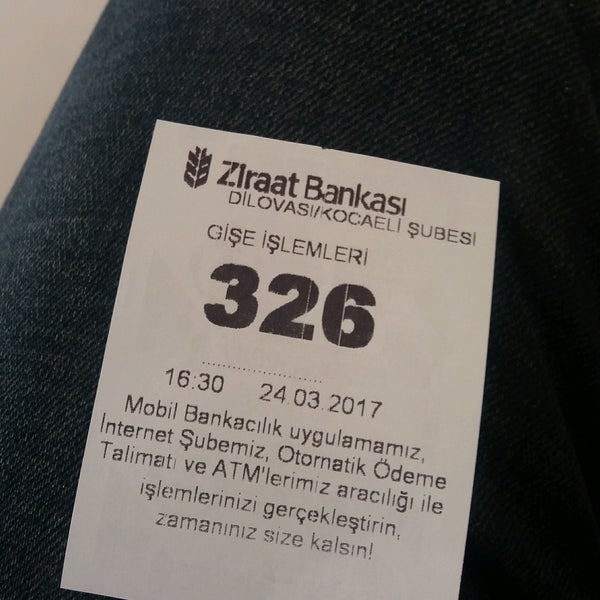 Ziraat Bankası
DİLOVASI/KOCAELİ ŞUBESİ
GİŞE İŞLEMLERİ
326
16:30 24.03.2017
Mobil Bankacılık uygulamamız,
İnternet Şubemiz, Otomatik Ödeme
Talimatı ve ATM'lerimiz aracılığı ile
işlemlerinizi gerçekleştirin,
zamanınız size kalsın!